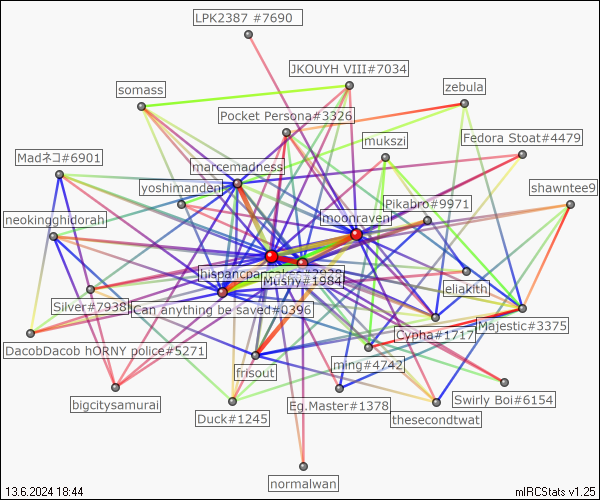 LPK2387 #7690
JKOUYH VIII#7034
somass
zebula
Pocket Persona#3326
mukszi
Fedora Stoat#4479
Madネコ#6901
marcemadness
yoshimanden
shawntee9
Pikabro#9971
neokingghidorah
moonraven
Mushy#1984
eliakith
Silver#7938
Can anything be saved#0396
Majestic#3375
Cypha#1717
DacobDacob hORNY police#5271
ming#4742
frisout
Swirly Boi#6154
bigcitysamurai
Eg.Master#1378
Duck#1245
thesecondtwat
normalwan
13.6.2024 18:44
mIRCStats v1.25